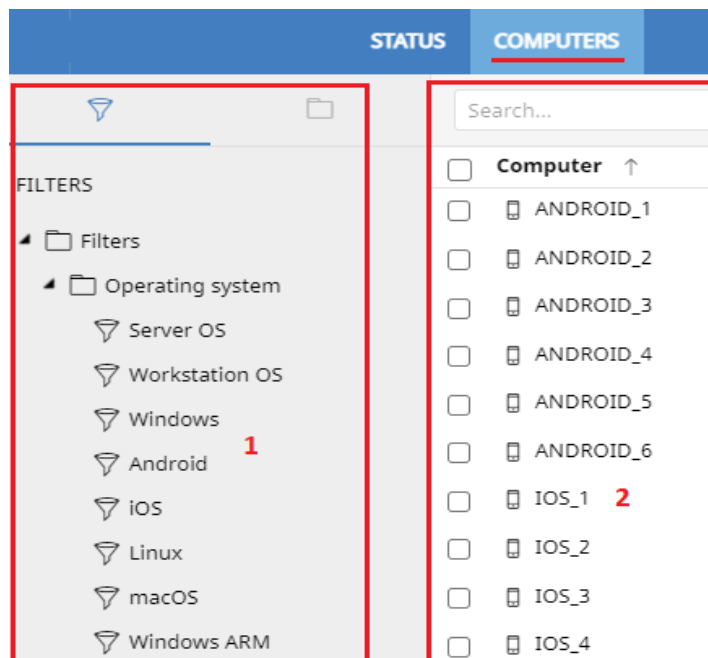 STATUS COMPUTERS
FILTERS
Filters
Operating system
Server OS
Workstation OS
Windows
1
Android
iOS
Linux
macOS
Windows ARM
Search...
Computer ↑
ANDROID_1
ANDROID_2
ANDROID_3
ANDROID_4
ANDROID_5
ANDROID_6
IOS_1 2
IOS_2
IOS_3
IOS_4